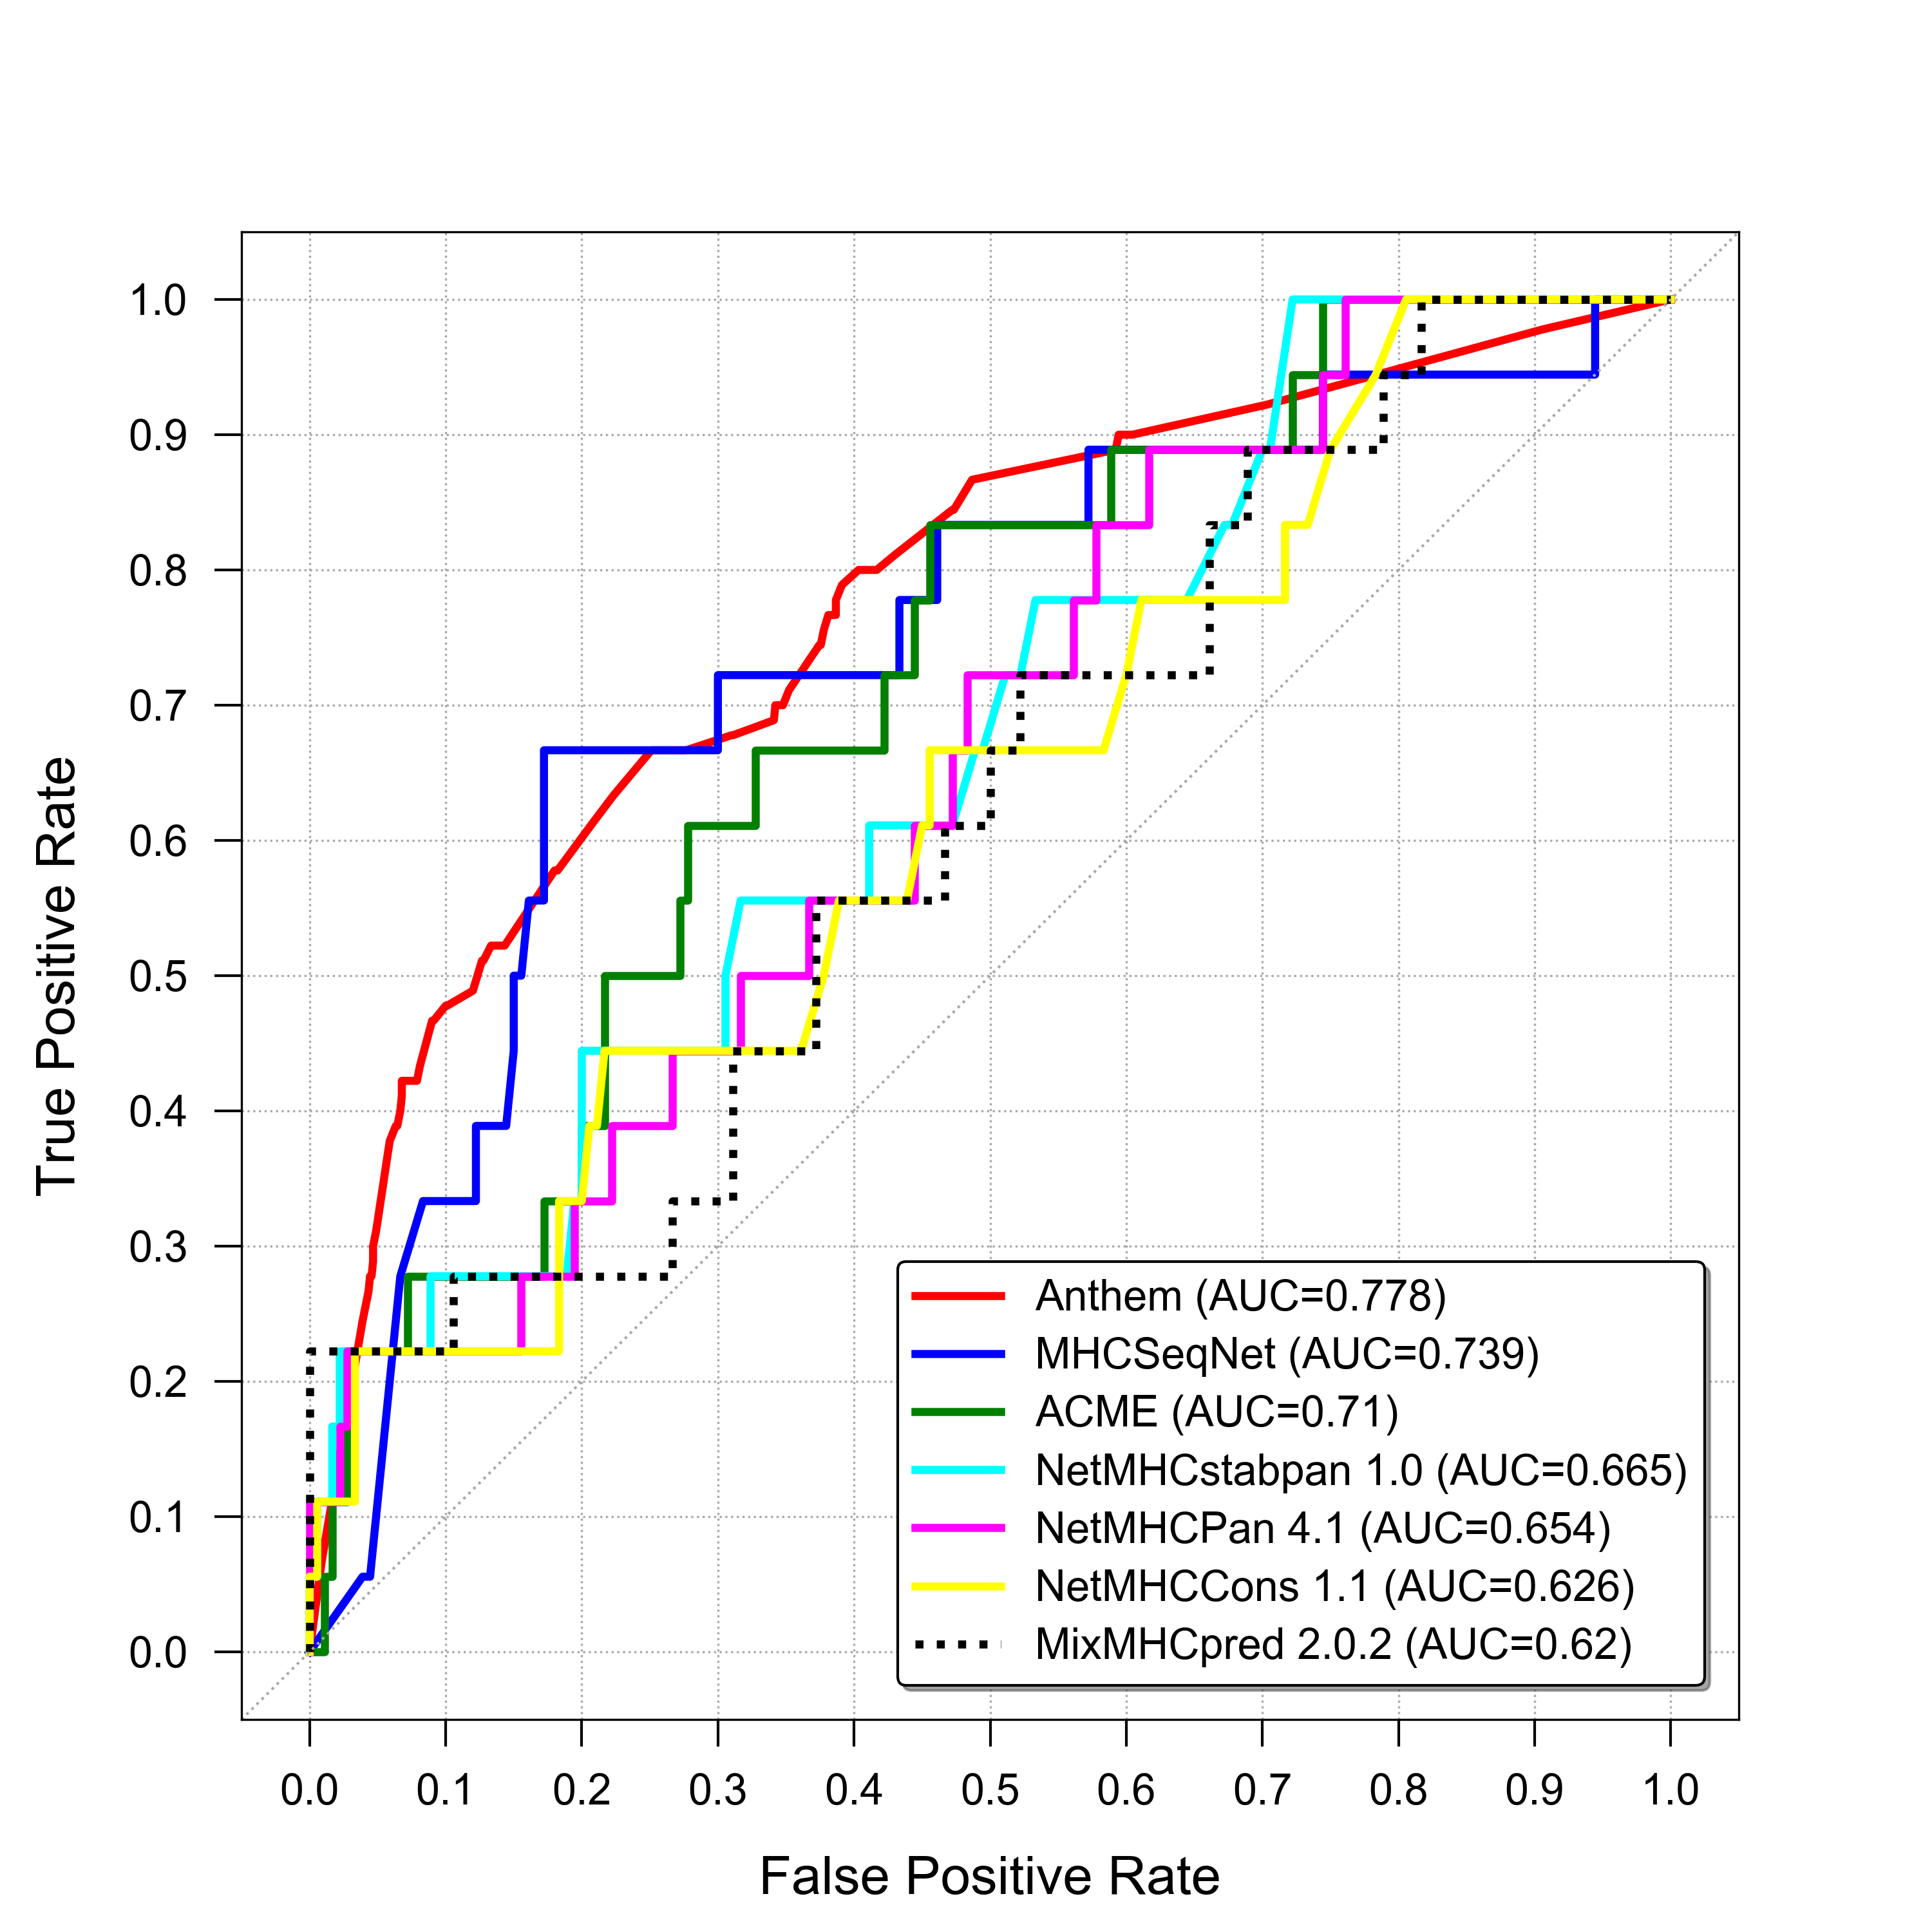 1.0
0.9
0.8
0.7
0.6
0.5
0.4
0.3
0.2
0.1
0.0
True Positive Rate
Anthem (AUC=0.778)
MHCSeqNet (AUC=0.739)
ACME (AUC=0.71)
NetMHCstabpan 1.0 (AUC=0.665)
NetMHCPan 4.1 (AUC=0.654)
NetMHCCons 1.1 (AUC=0.626)
MixMHCpred 2.0.2 (AUC=0.62)
0.0 0.1 0.2 0.3 0.4 0.5 0.6 0.7 0.8 0.9 1.0
False Positive Rate